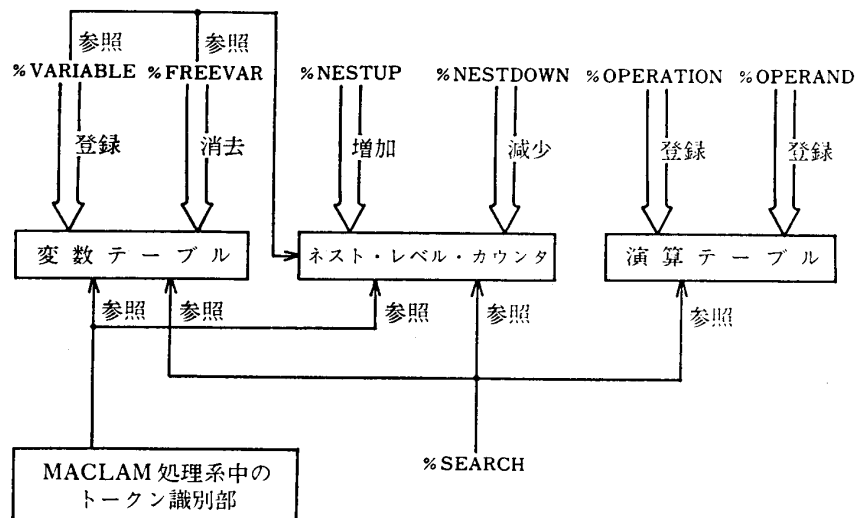 参照 参照
%VARIABLE %FREEVAR %NESTUP %NESTDOWN %OPERATION %OPERAND
登録 消去 増加 減少 登録 登録
変数テーブル ネスト・レベル・カウンタ 演算テーブル
参照 参照 参照 参照 参照
%SEARCH
MACLAM処理系中の
トークン識別部